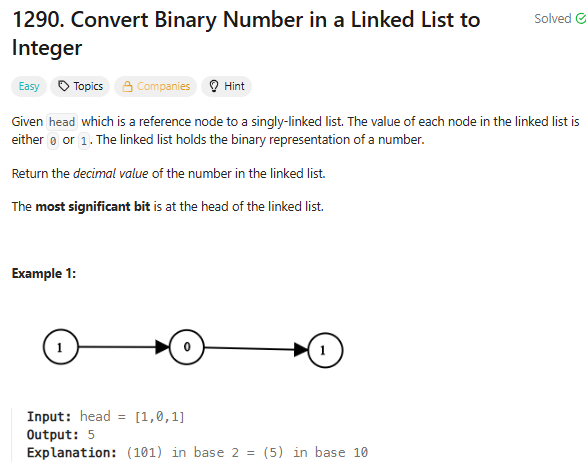 1290. Convert Binary Number in a Linked List to
Solved
Integer
Easy
Topics
Companies
Hint
Given head which is a reference node to a singly-linked list. The value of each node in the linked list is
either 0 or 1. The linked list holds the binary representation of a number.
Return the decimal value of the number in the linked list.
The most significant bit is at the head of the linked list.
Example 1:
1 0 1
Input: head = [1,0,1]
Output: 5
Explanation: (101) in base 2 = (5) in base 10